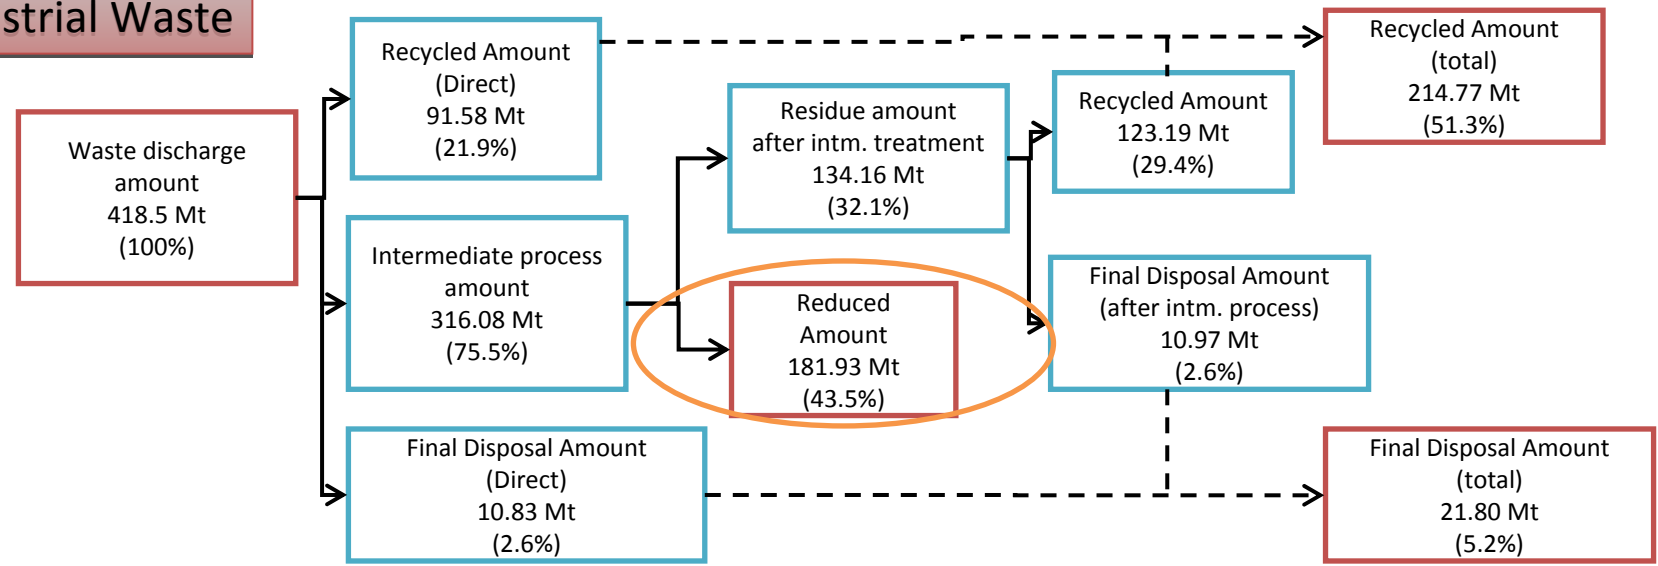 strial Waste
Waste discharge
amount
418.5 Mt
(100%)
Recycled Amount
(Direct)
91.58 Mt
(21.9%)
Intermediate process
amount
316.08 Mt
(75.5%)
Final Disposal Amount
(Direct)
10.83 Mt
(2.6%)
Residue amount
after intm. treatment
134.16 Mt
(32.1%)
Reduced
Amount
181.93 Mt
(43.5%)
Recycled Amount
123.19 Mt
(29.4%)
Final Disposal Amount
(after intm. process)
10.97 Mt
(2.6%)
Recycled Amount
(total)
214.77 Mt
(51.3%)
Final Disposal Amount
(total)
21.80 Mt
(5.2%)